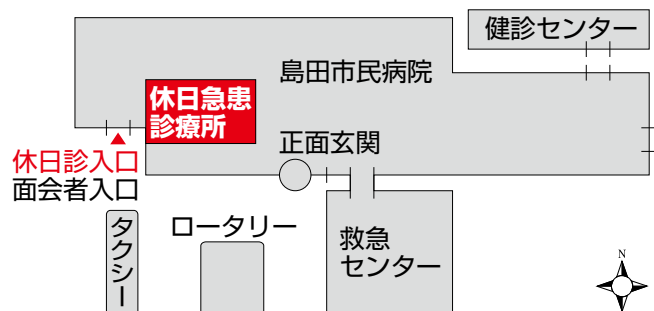 健診センター
島田市民病院
休日急患
診療所
正面玄関
休日診入口
面会者入口
タクシー
ロータリー
救急
センター
N